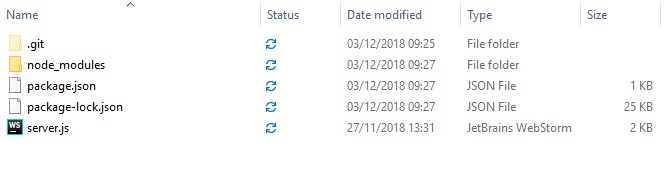 Name Status Date modified Type Size
.git 03/12/2018 09:25 File folder
node_modules 03/12/2018 09:27 File folder
package.json 03/12/2018 09:27 JSON File 1 KB
package-lock.json 03/12/2018 09:27 JSON File 25 KB
WS server.js 27/11/2018 13:31 JetBrains WebStorm 2 KB